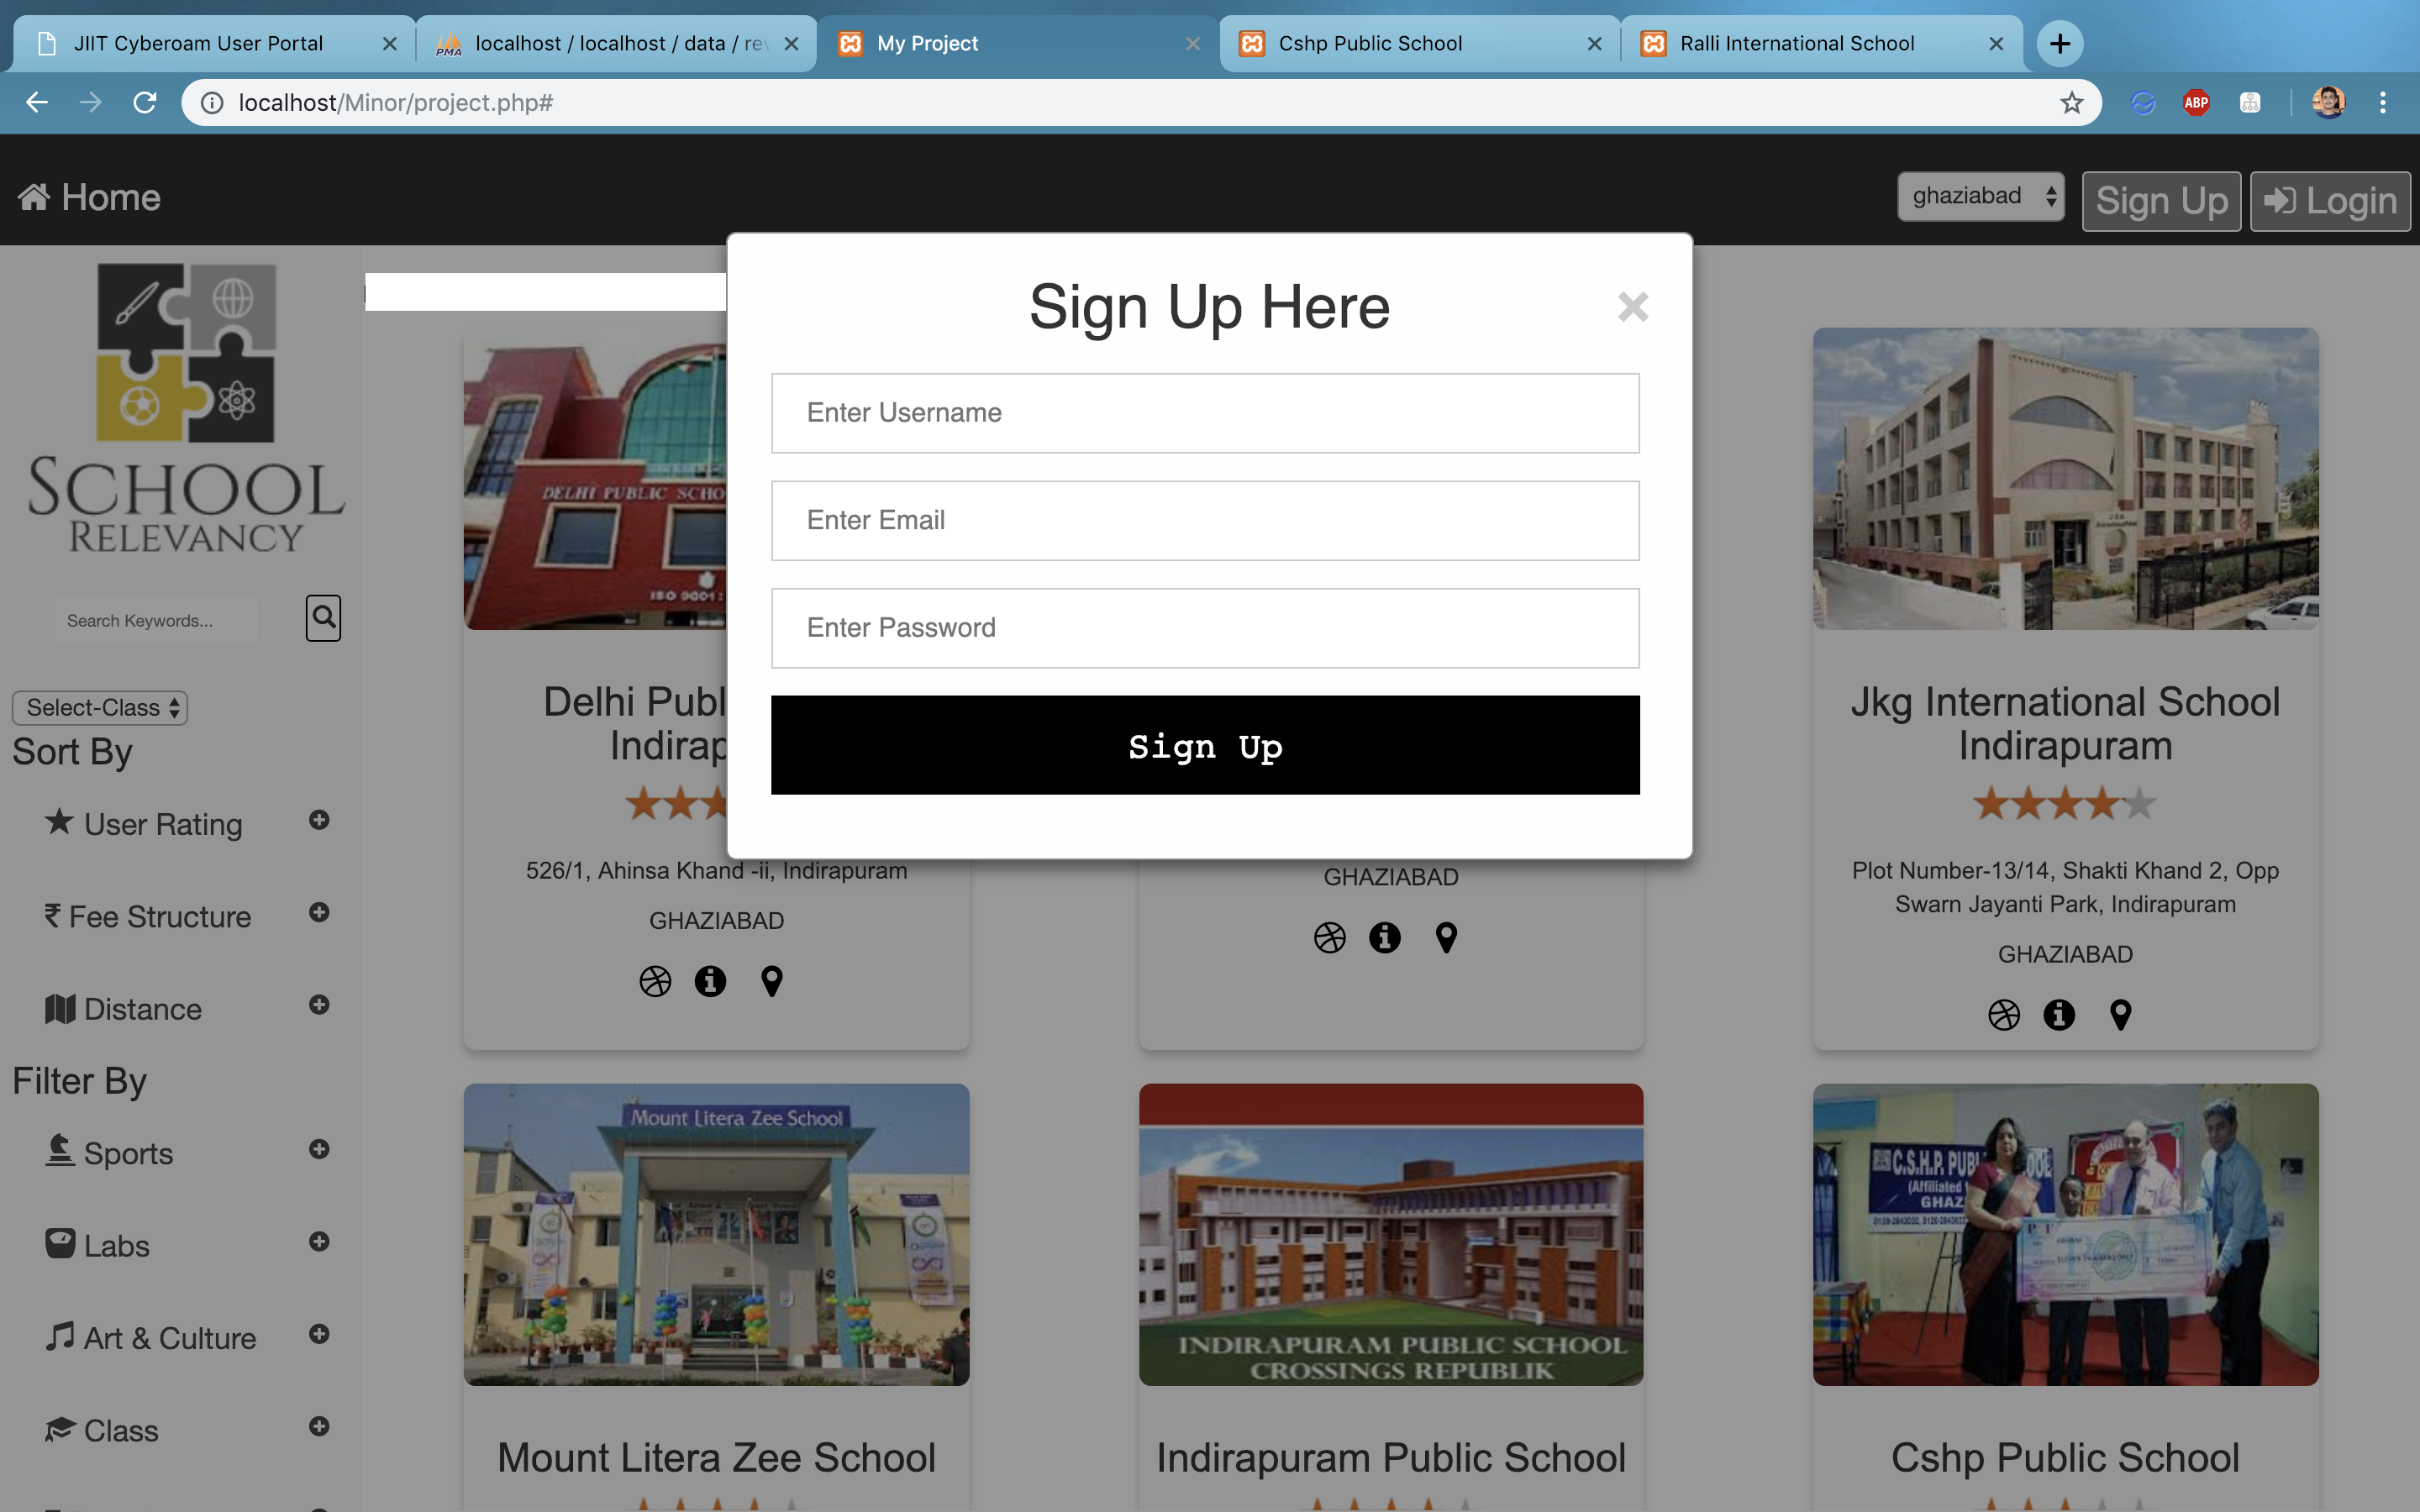 JIIT Cyberoam User Portal
localhost / localhost / data / re
My Project
Cshp Public School
Ralli International School
localhost/Minor/project.php#
ABP
Home
ghaziabad
Sign Up
Login
SCHOOL
RELEVANCY
Search Keywords...
Select-Class
Sort By
User Rating
₹ Fee Structure
Distance
Filter By
Sports
Labs
Art & Culture
Class
Sign Up Here
×
Enter Username
Enter Email
Enter Password
Sign Up
DELHI PUBLIC SCHO
ISO 9001:
Delhi Publ
Indirap
526/1, Ahinsa Khand -ii, Indirapuram
GHAZIABAD
GHAZIABAD
Jkg International School
Indirapuram
Plot Number-13/14, Shakti Khand 2, Opp
Swarn Jayanti Park, Indirapuram
GHAZIABAD
Mount Litera Zee School
Mount Litera Zee School
INDIRAPURAM PUBLIC SCHOOL
CROSSINGS REPUBLIK
Indirapuram Public School
C.S.H.P. PUBL
(Affiliated
GHAZ
Cshp Public School